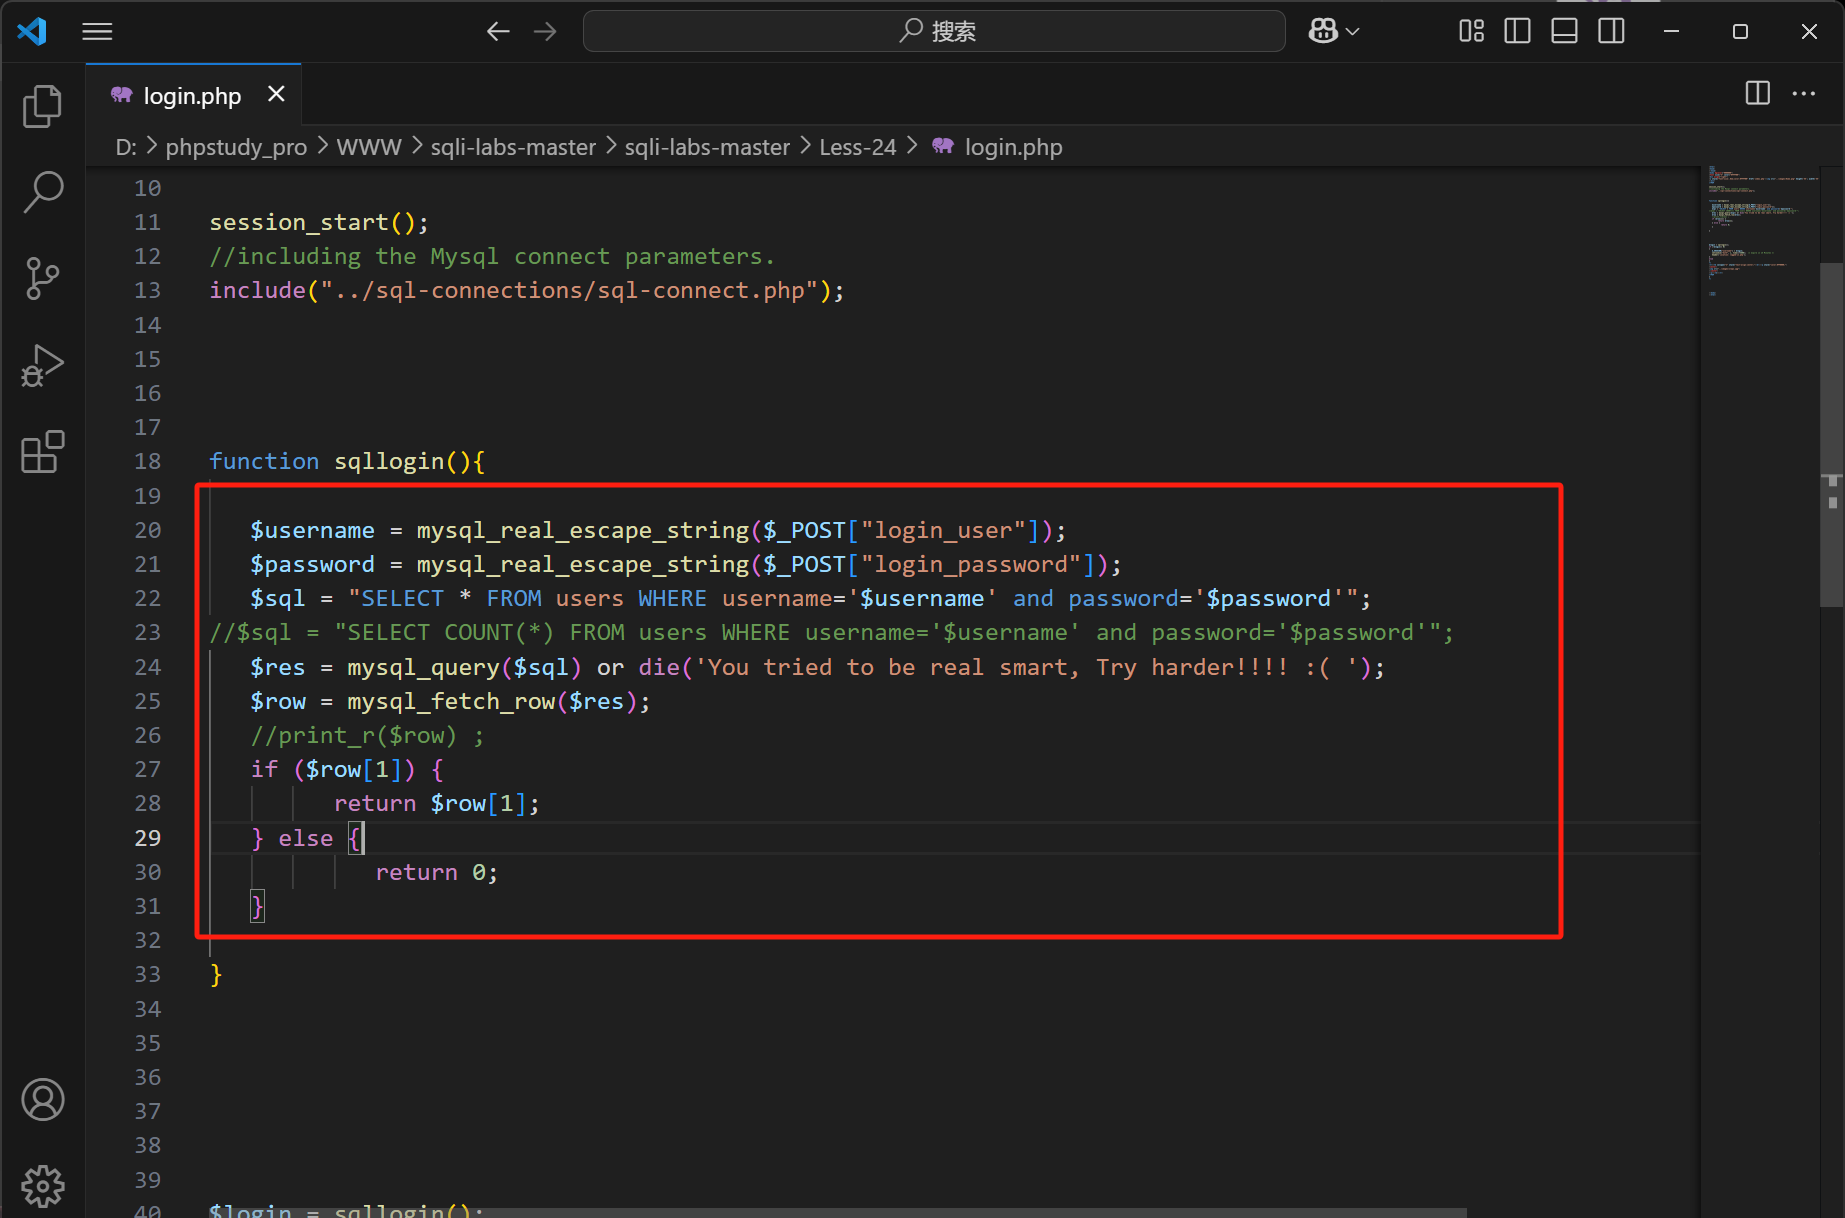 搜索
login.php
D: > phpstudy_pro > WWW > sqli-labs-master > sqli-labs-master > Less-24 > login.php
10
11 session_start();
12 //including the Mysql connect parameters.
13 include("../sql-connections/sql-connect.php");
14
15
16
17
18 function sqllogin(){
19
20 $username = mysql_real_escape_string($_POST["login_user"]);
21 $password = mysql_real_escape_string($_POST["login_password"]);
22 $sql = "SELECT * FROM users WHERE username='$username' and password='$password'";
23 //$sql = "SELECT COUNT(*) FROM users WHERE username='$username' and password='$password'";
24 $res = mysql_query($sql) or die('You tried to be real smart, Try harder!!!! :( ');
25 $row = mysql_fetch_row($res);
26 //print_r($row) ;
27 if ($row[1]) {
28 return $row[1];
29 } else {
30 return 0;
31 }
32
33 }
34
35
36
37
38
39
40 $login = sqllogin();